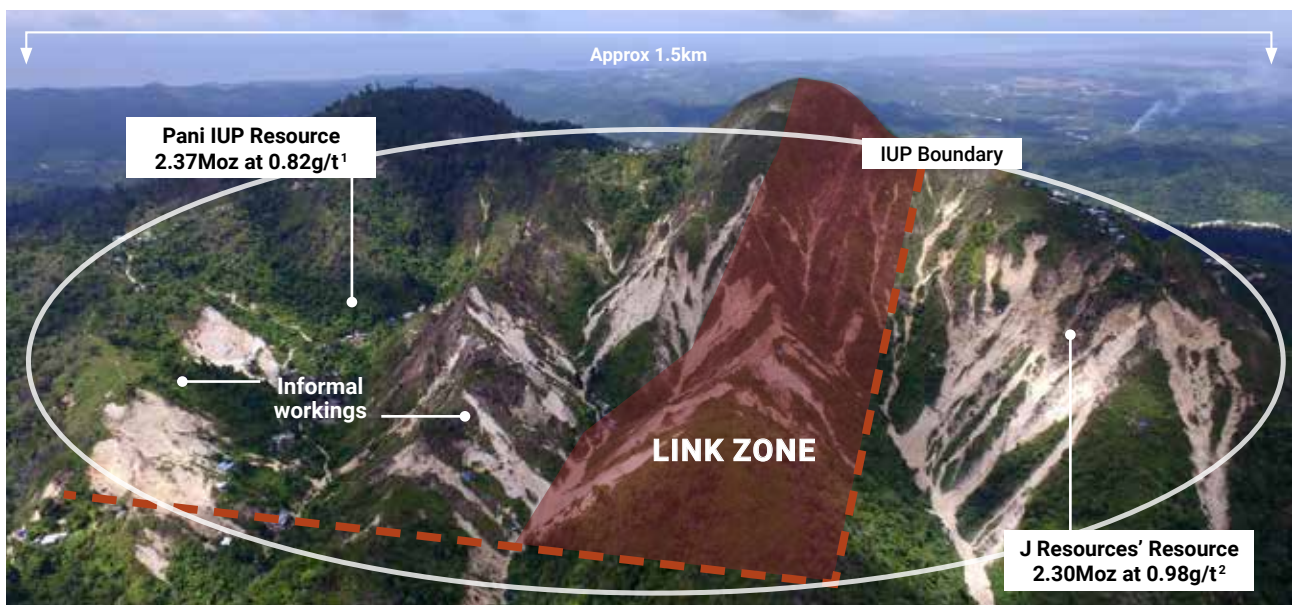 Approx 1.5km
Pani IUP Resource
2.37Moz at 0.82g/t¹
IUP Boundary
Informal
workings
LINK ZONE
J Resources' Resource
2.30Moz at 0.98g/t²